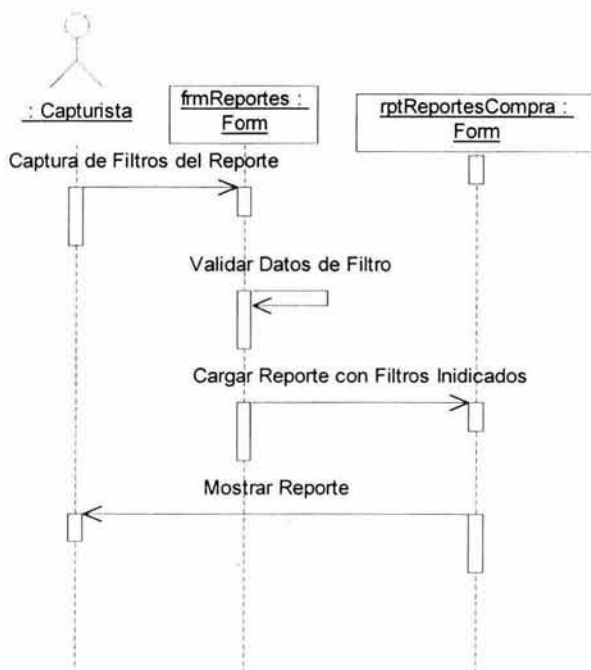 : Capturista
frmReportes :
Form
rptReportesCompra :
Form
Captura de Filtros del Reporte
Validar Datos de Filtro
Cargar Reporte con Filtros Inidicados
Mostrar Reporte